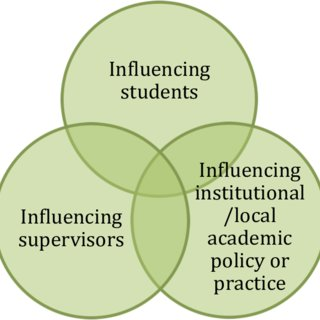 Influencing
students
Influencing
supervisors
Influencing
institutional
/local
academic
policy or
practice